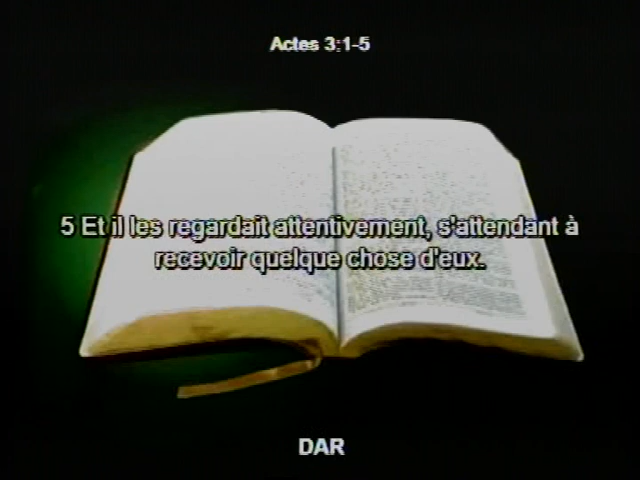 Actes 3:1-5
5 Et il les regardait attentivement, s'attendant à
recevoir quelque chose d'eux.
DAR